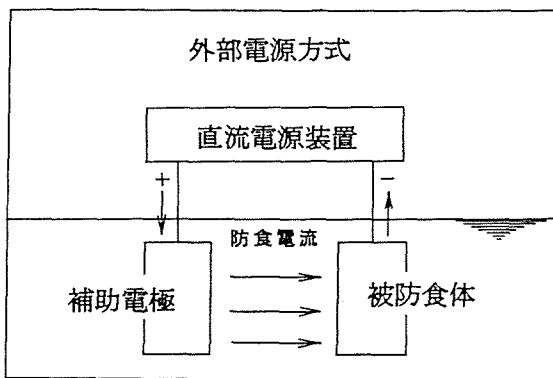 外部電源方式
直流電源装置
+
−
防食電流
補助電極
被防食体